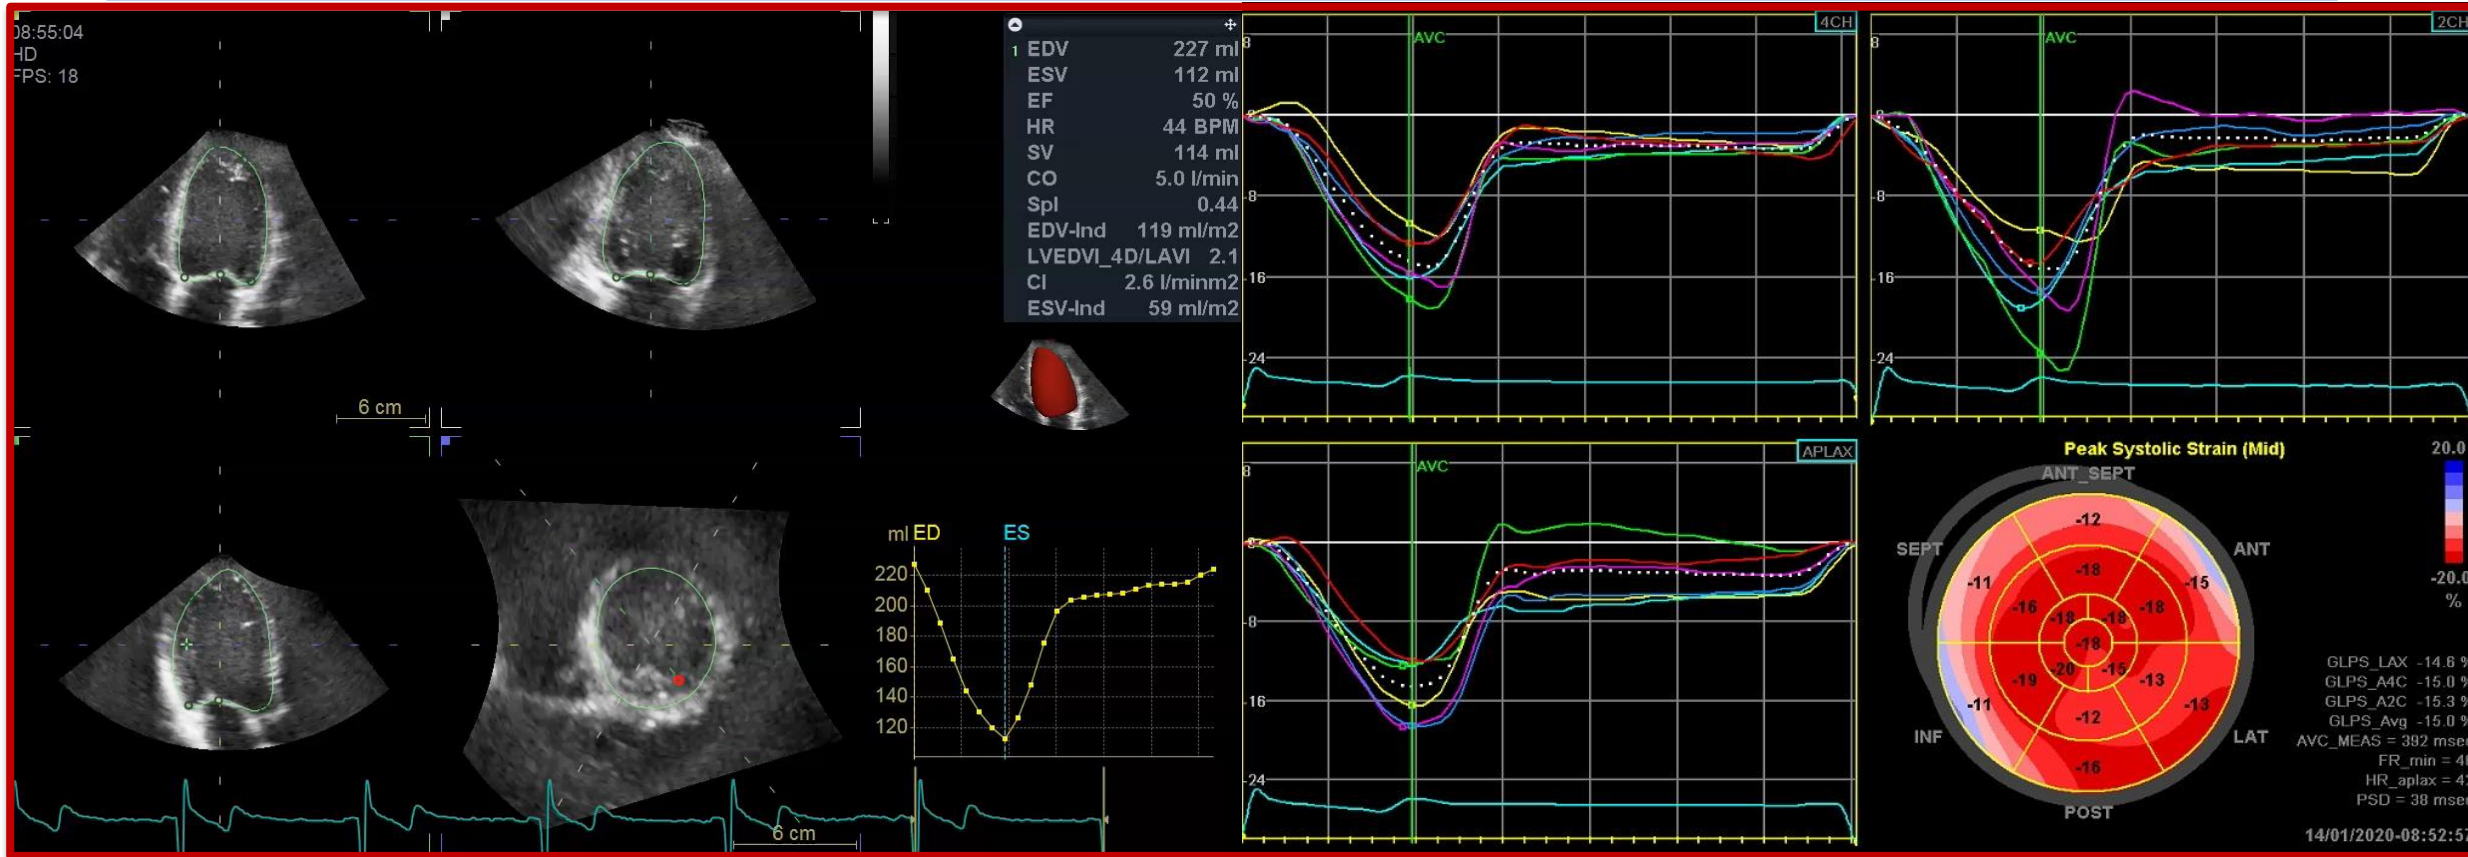 08:55:04
HD
FPS: 18
1 EDV 227 ml
ESV 112 ml
EF 50 %
HR 44 BPM
SV 114 ml
CO 5.0 l/min
SpI 0.44
EDV-Ind 119 ml/m2
LVEDVI_4D/LAVI 2.1
CI 2.6 l/minm2
ESV-Ind 59 ml/m2
6 cm
ml ED ES
220
200
180
160
140
120
6 cm
4CH
AVC
8
0
-8
-16
-24
2CH
AVC
8
0
-8
-16
-24
APLAX
AVC
8
0
-8
-16
-24
Peak Systolic Strain (Mid)
20.0
-20.0
%
ANT_SEPT
SEPT
ANT
INF
LAT
POST
-12
-18
-11
-15
-16
-18
-18
-18
-18
-20
-15
-19
-13
-11
-13
-12
-16
GLPS_LAX -14.6 %
GLPS_A4C -15.0 %
GLPS_A2C -15.3 %
GLPS_Avg -15.0 %
AVC_MEAS = 392 msec
FR_min =
HR_aplax =
PSD = 38 msec
14/01/2020-08:52:57